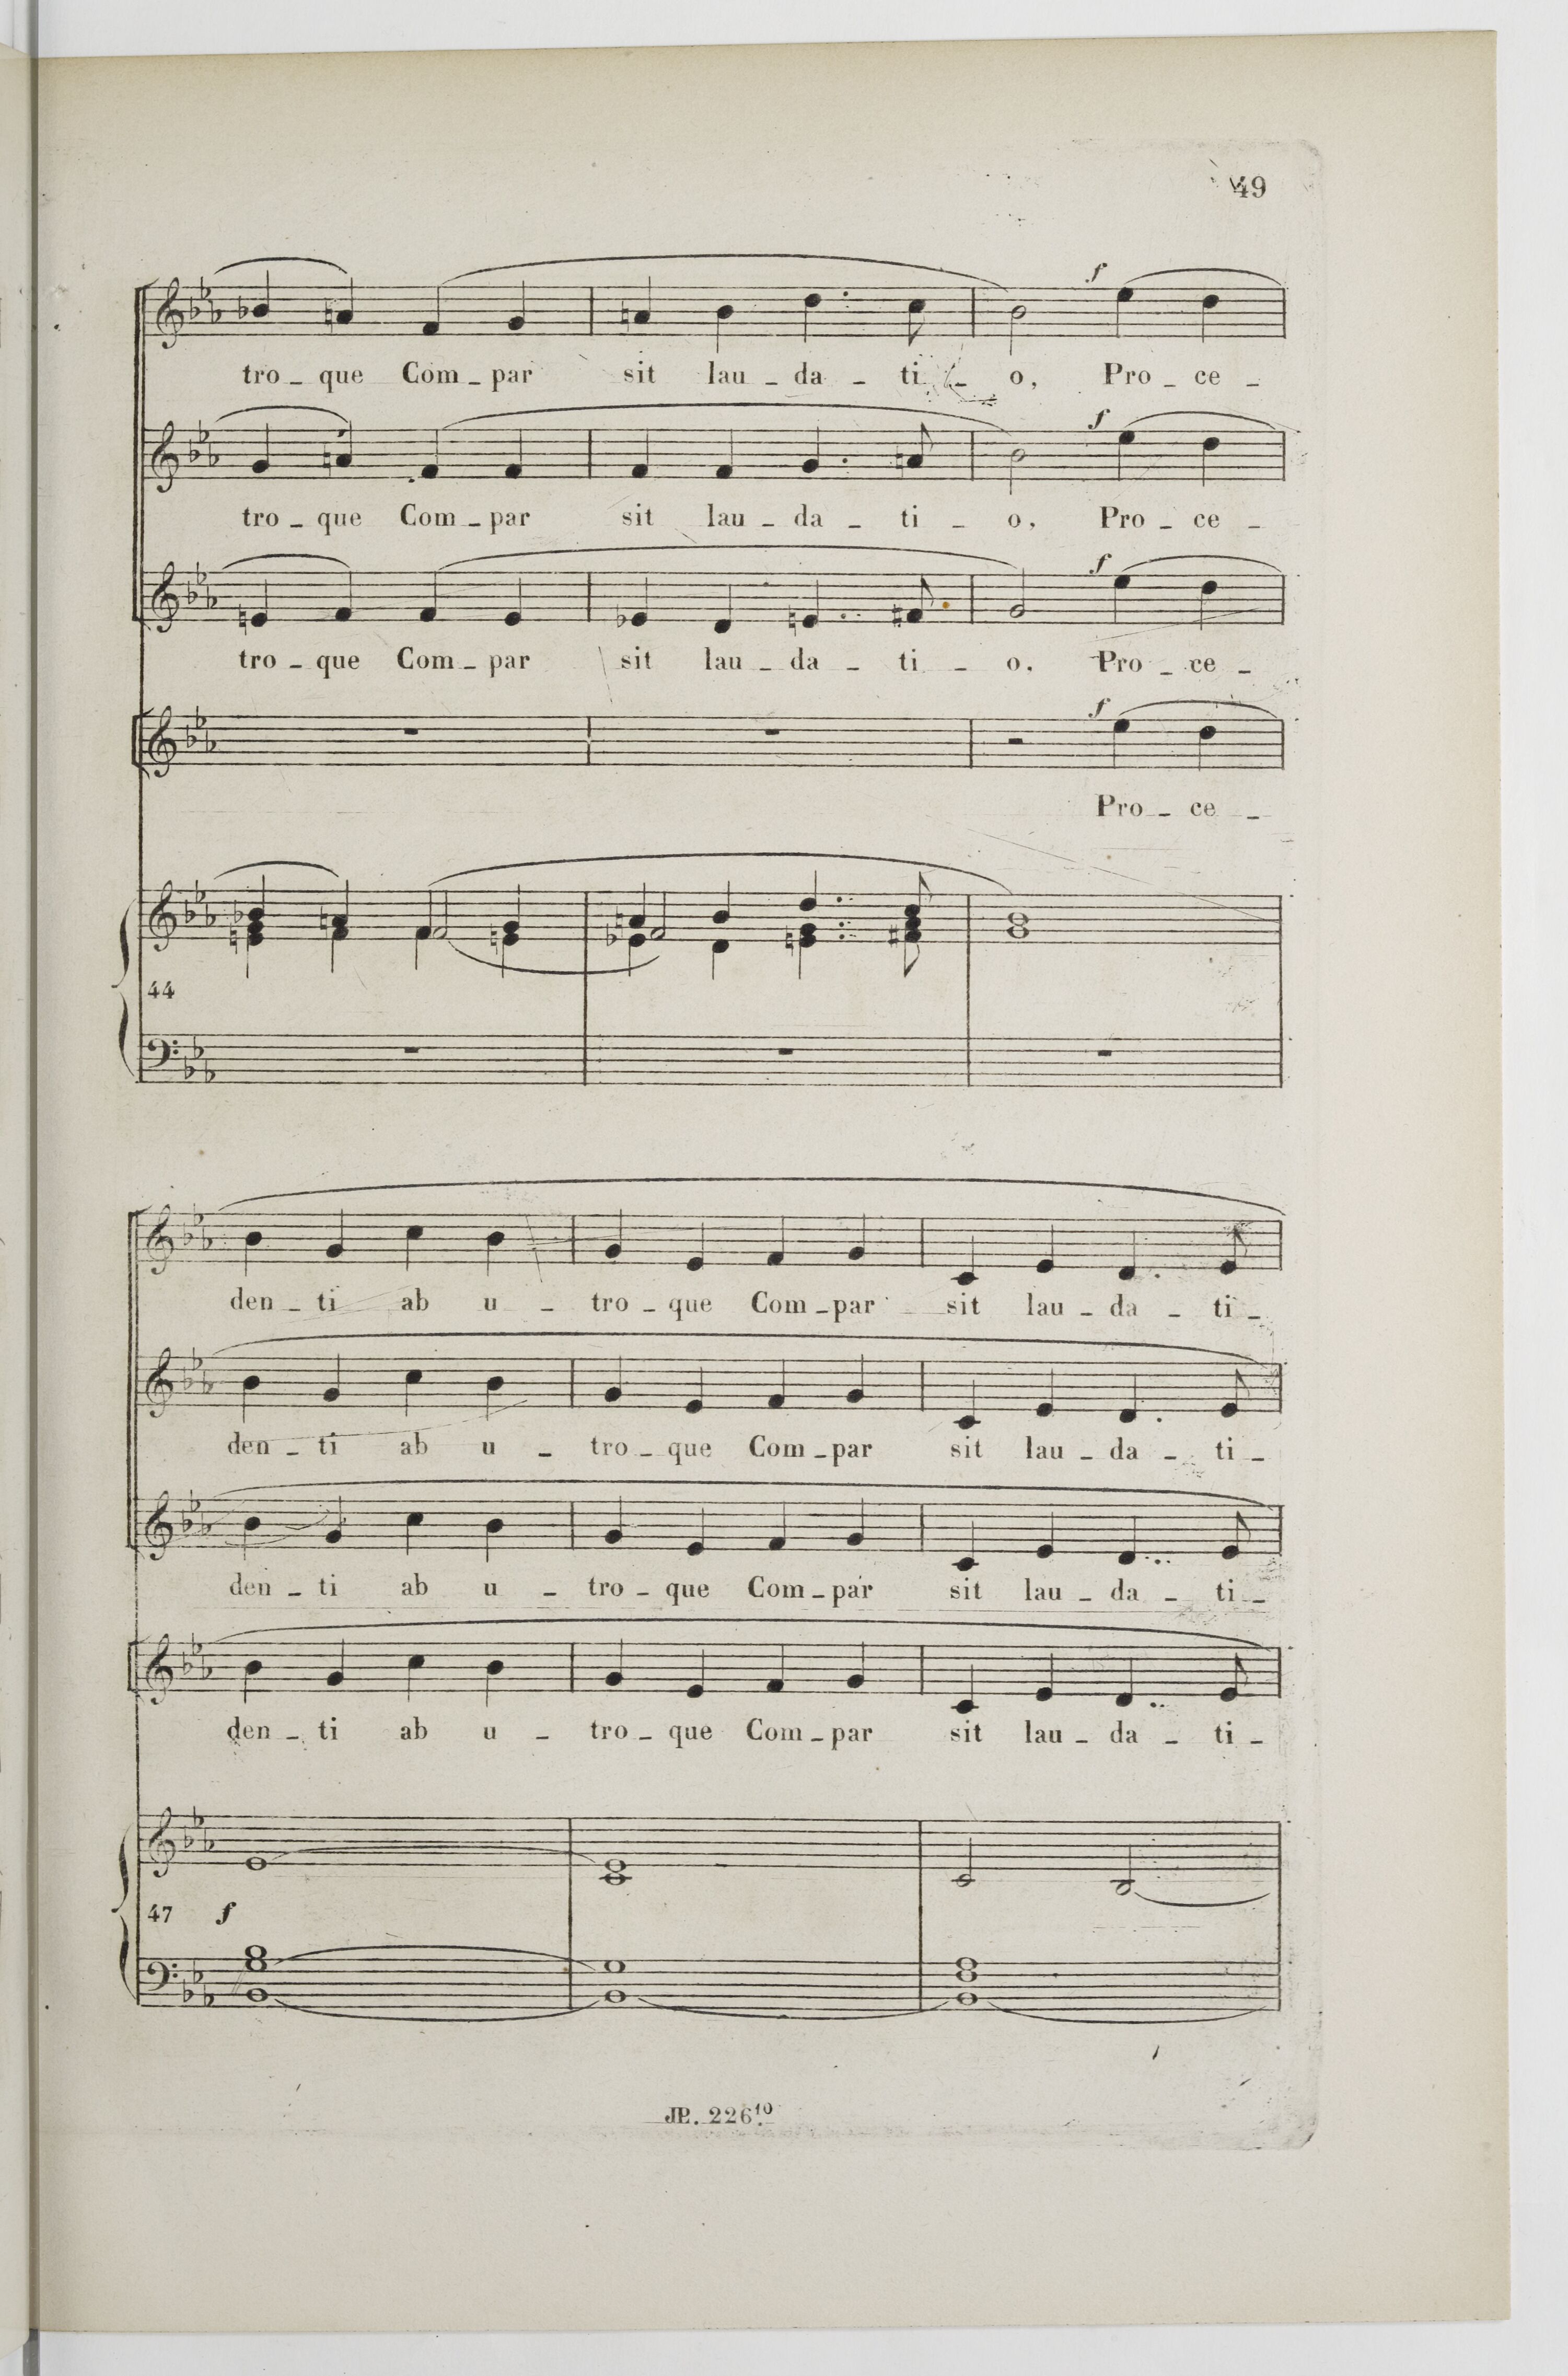 49
f
tro _ que Com _ par sit lau _ da _ ti _ o, Pro _ ce _
f
tro _ que Com _ par sit lau _ da _ ti _ o, Pro _ ce _
f
tro _ que Com _ par sit lau _ da _ ti _ o, Pro _ ce _
f
Pro _ ce _
44
den _ ti ab u _ tro _ que Com _ par sit lau _ da _ ti _
den _ ti ab u _ tro _ que Com _ par sit lau _ da _ ti _
den _ ti ab u _ tro _ que Com _ par sit lau _ da _ ti _
den _ ti ab u _ tro _ que Com _ par sit lau _ da _ ti _
47 f
JP. 226.10